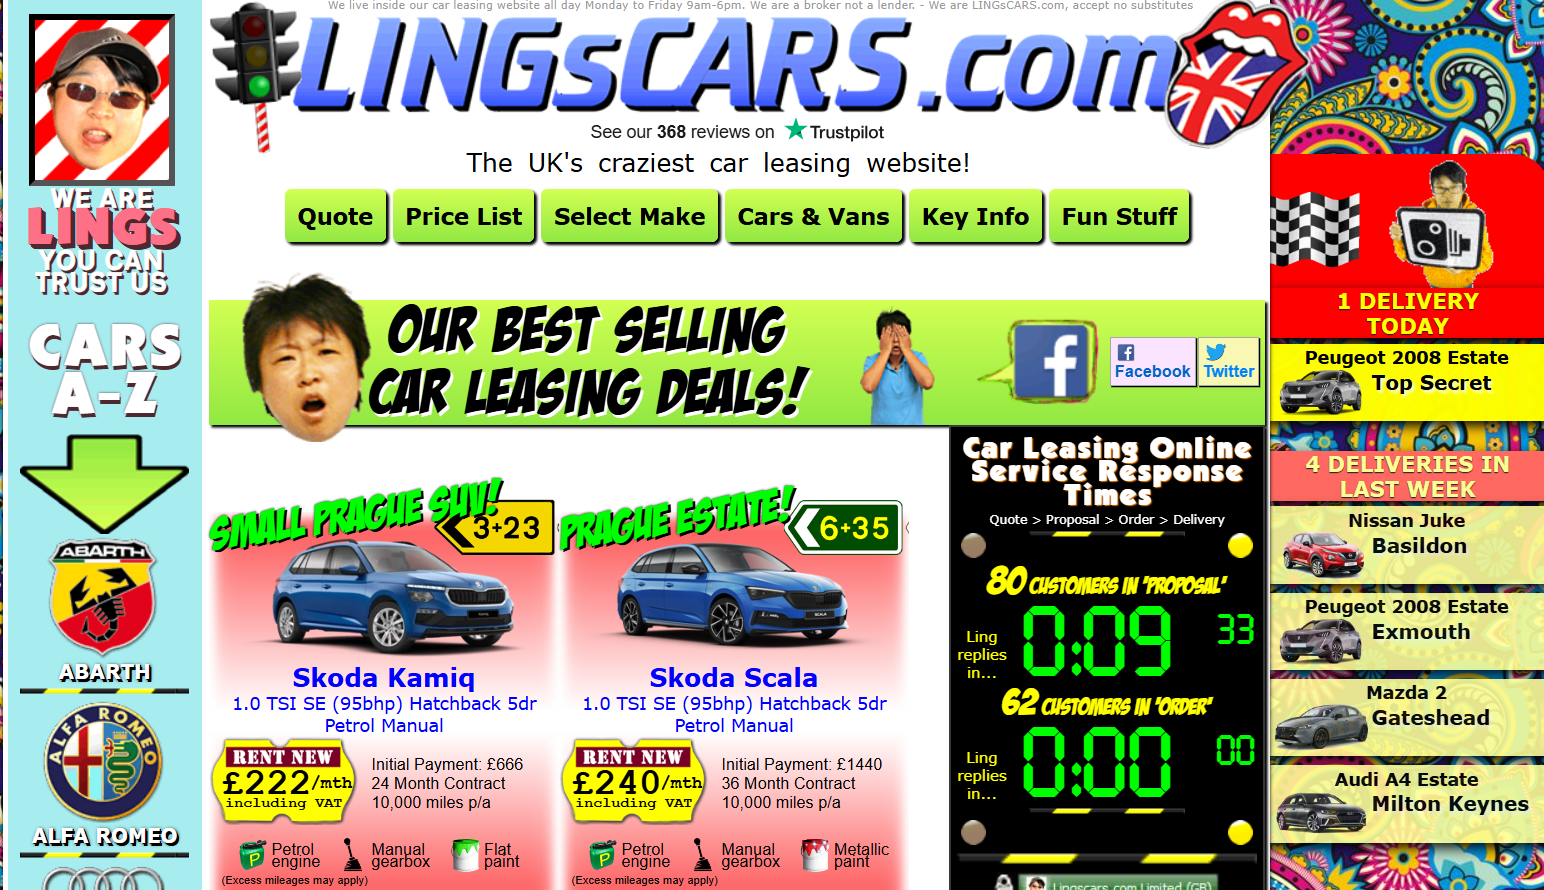 We live inside our car leasing website all day Monday to Friday 9am-6pm. We are a broker not a lender. - We are LINGsCARS.com, accept no substitutes
LINGsCARS.com
See our 368 reviews on Trustpilot
The UK's craziest car leasing website!
Quote
Price List
Select Make
Cars & Vans
Key Info
Fun Stuff
WE ARE
LINGS
YOU CAN
TRUST US
CARS
A-Z
ABARTH
ABARTH
ALFA ROMEO
ALFA ROMEO
OUR BEST SELLING
CAR LEASING DEALS!
Facebook
Twitter
SMALL PRAGUE SUV!
3+23
Skoda Kamiq
1.0 TSI SE (95bhp) Hatchback 5dr
Petrol Manual
RENT NEW
£222/mth
including VAT
Initial Payment: £666
24 Month Contract
10,000 miles p/a
Petrol
engine
Manual
gearbox
Flat
paint
(Excess mileages may apply)
PRAGUE ESTATE!
6+35
SCALA
Skoda Scala
1.0 TSI SE (95bhp) Hatchback 5dr
Petrol Manual
RENT NEW
£240/mth
including VAT
Initial Payment: £1440
36 Month Contract
10,000 miles p/a
Petrol
engine
Manual
gearbox
Metallic
paint
(Excess mileages may apply)
Car Leasing Online
Service Response
Times
Quote > Proposal > Order > Delivery
80 CUSTOMERS IN 'PROPOSAL'
Ling
replies
in...
0:09 33
62 CUSTOMERS IN 'ORDER'
Ling
replies
in...
0:00 00
Lingscars.com Limited (GB)
1 DELIVERY
TODAY
Peugeot 2008 Estate
Top Secret
4 DELIVERIES IN
LAST WEEK
Nissan Juke
Basildon
Peugeot 2008 Estate
Exmouth
Mazda 2
Gateshead
Audi A4 Estate
Milton Keynes